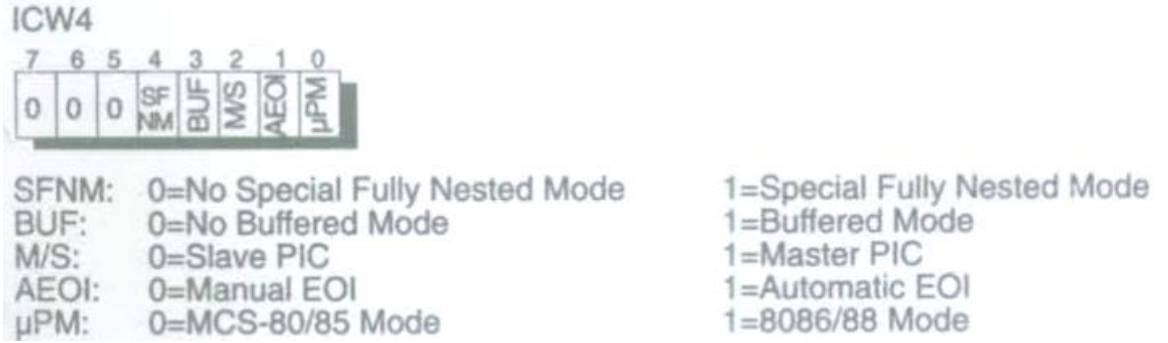 ICW4
7 6 5 4 3 2 1 0
0 0 0 SF NM BUF M/S AEOI µPM
SFNM: 0=No Special Fully Nested Mode 1=Special Fully Nested Mode
BUF: 0=No Buffered Mode 1=Buffered Mode
M/S: 0=Slave PIC 1=Master PIC
AEOI: 0=Manual EOI 1=Automatic EOI
µPM: 0=MCS-80/85 Mode 1=8086/88 Mode